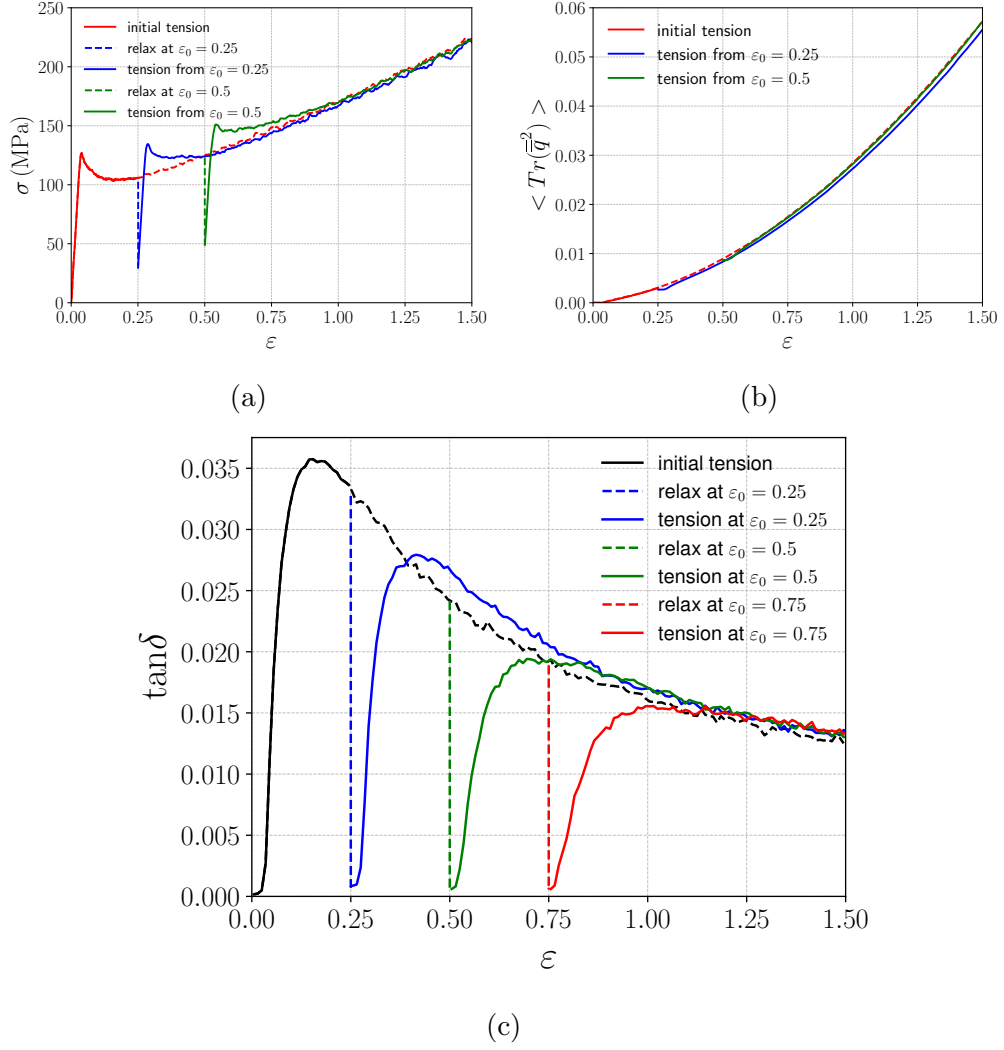 250
200
150
100
50
0
σ (MPa)
initial tension
relax at ε₀ = 0.25
tension from ε₀ = 0.25
relax at ε₀ = 0.5
tension from ε₀ = 0.5
0.00 0.25 0.50 0.75 1.00 1.25 1.50
ε
(a)
0.06
0.05
0.04
0.03
0.02
0.01
0.00
< Tr(q̿²) >
initial tension
tension from ε₀ = 0.25
tension from ε₀ = 0.5
0.00 0.25 0.50 0.75 1.00 1.25 1.50
ε
(b)
0.035
0.030
0.025
0.020
0.015
0.010
0.005
0.000
tanδ
initial tension
relax at ε₀ = 0.25
tension at ε₀ = 0.25
relax at ε₀ = 0.5
tension at ε₀ = 0.5
relax at ε₀ = 0.75
tension at ε₀ = 0.75
0.00 0.25 0.50 0.75 1.00 1.25 1.50
ε
(c)